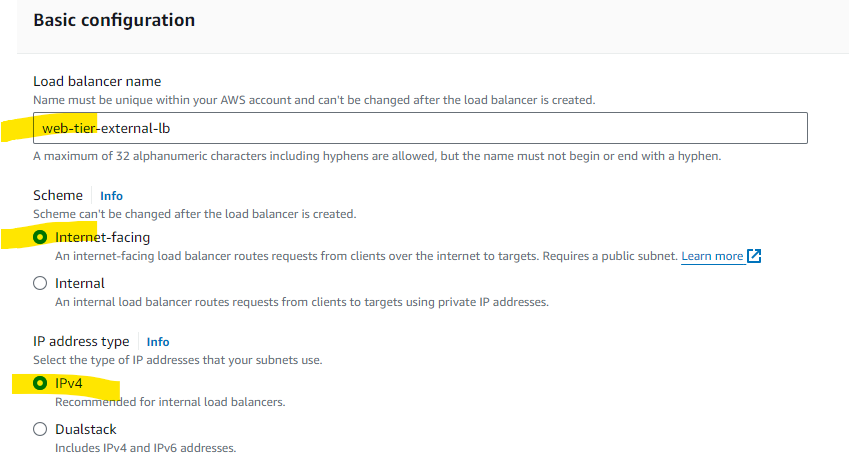 Basic configuration
Load balancer name
Name must be unique within your AWS account and can't be changed after the load balancer is created.
web-tier-external-lb
A maximum of 32 alphanumeric characters including hyphens are allowed, but the name must not begin or end with a hyphen.
Scheme Info
Scheme can't be changed after the load balancer is created.
Internet-facing
An internet-facing load balancer routes requests from clients over the internet to targets. Requires a public subnet. Learn more
Internal
An internal load balancer routes requests from clients to targets using private IP addresses.
IP address type Info
Select the type of IP addresses that your subnets use.
IPv4
Recommended for internal load balancers.
Dualstack
Includes IPv4 and IPv6 addresses.